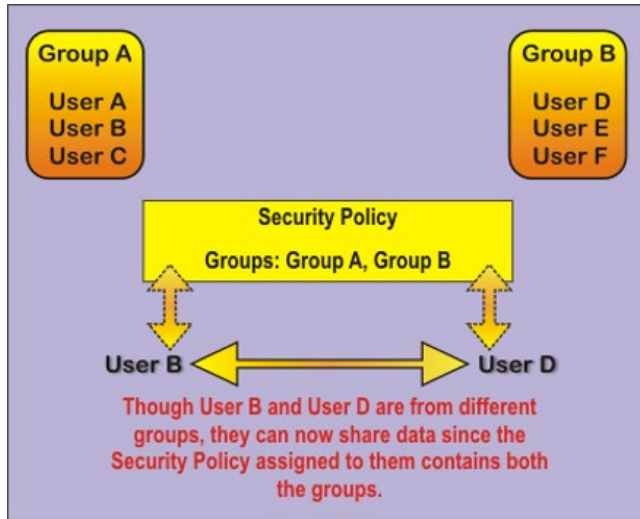 Group A
User A
User B
User C
Group B
User D
User E
User F
Security Policy
Groups: Group A, Group B
User B
User D
Though User B and User D are from different
groups, they can now share data since the
Security Policy assigned to them contains both
the groups.